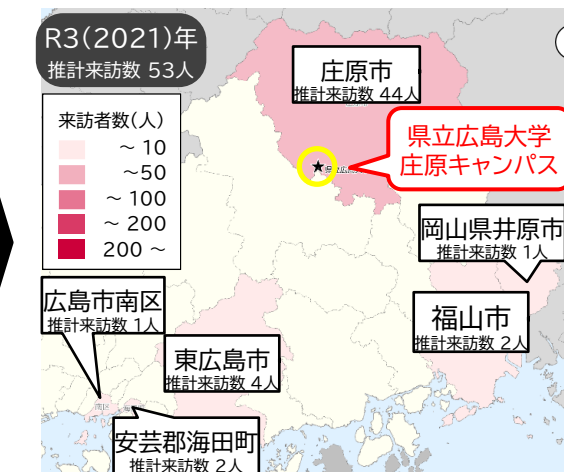 R3(2021)年
推計来訪数 53人
来訪者数(人)
～ 10
～50
～ 100
～ 200
200 ～
庄原市
推計来訪数 44人
県立広島大学
庄原キャンパス
岡山県井原市
推計来訪数 1人
福山市
推計来訪数 2人
広島市南区
推計来訪数 1人
東広島市
推計来訪数 4人
安芸郡海田町
推計来訪数 2人